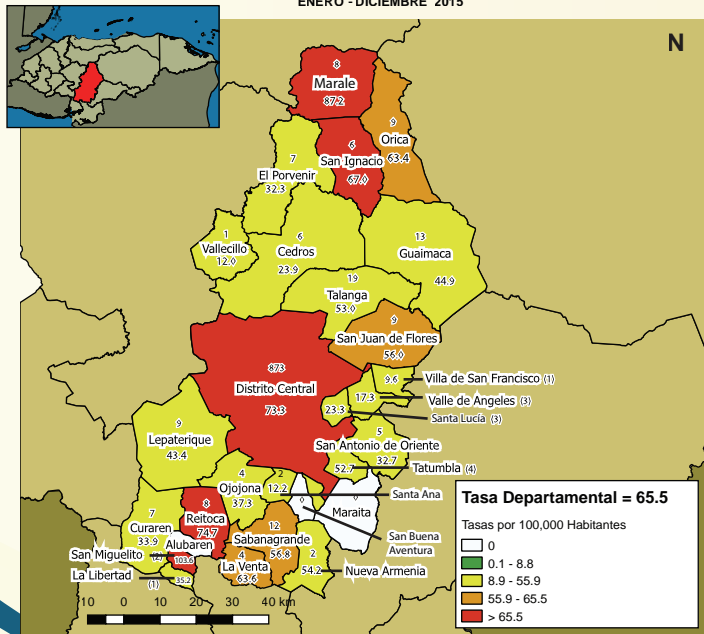 ENERO - DICIEMBRE 2015
N
8
Marale
87.2
9
Orica
63.4
6
San Ignacio
67.0
7
El Porvenir
32.3
1
Vallecillo
12.0
6
Cedros
23.9
13
Guaimaca
44.9
19
Talanga
53.0
9
San Juan de Flores
56.0
873
Distrito Central
73.3
9.6
Villa de San Francisco (1)
17.3
Valle de Angeles (3)
23.3
Santa Lucía (3)
5
San Antonio de Oriente
32.7
52.7
Tatumbla (4)
9
Lepaterique
43.4
4
Ojojona
37.3
2
12.2
Santa Ana
0
San Buena
Aventura
0
Maraita
7
Curaren
33.9
8
Reitoca
74.7
Alubaren
San Miguelito (2)
103.6
La Libertad
(1)
35.2
12
Sabanagrande
56.8
4
La Venta
63.6
2
54.2
Nueva Armenia
Tasa Departamental = 65.5
Tasas por 100,000 Habitantes
0
0.1 - 8.8
8.9 - 55.9
55.9 - 65.5
> 65.5
10 0 10 20 30 40 km